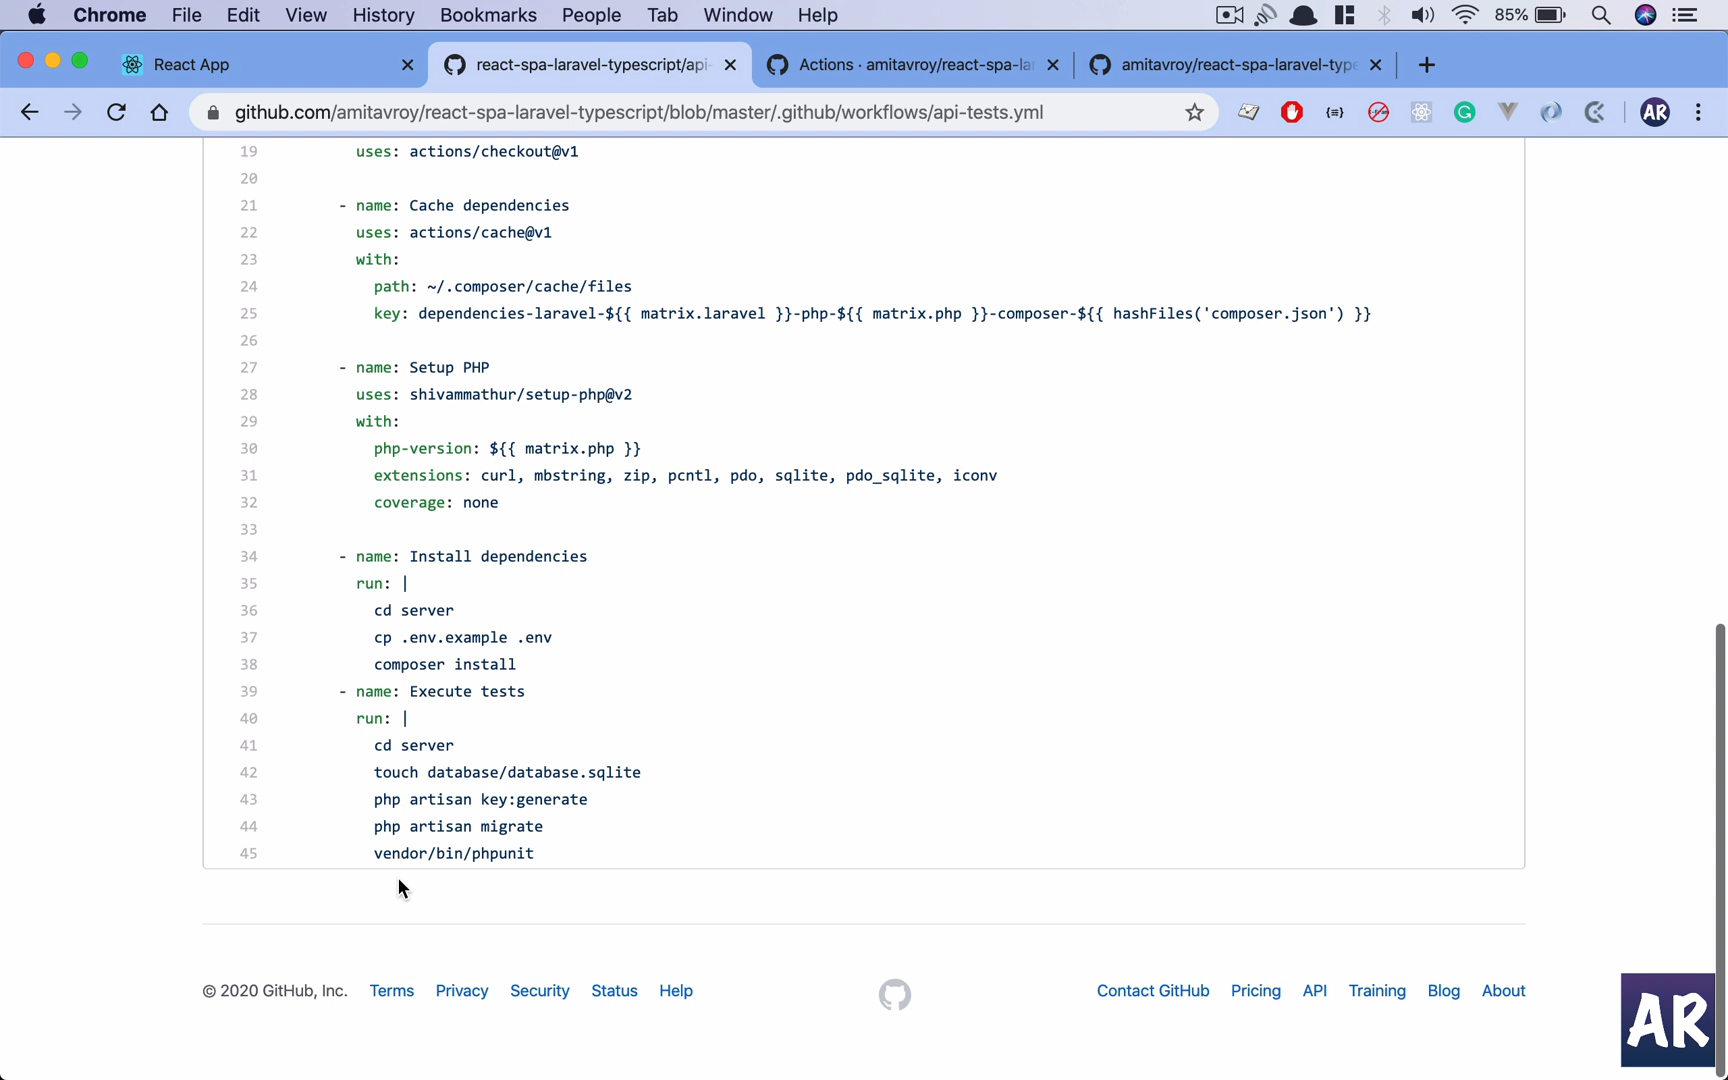 Chrome File Edit View History Bookmarks People Tab Window Help 85%
React App
react-spa-laravel-typescript/api-
Actions · amitavroy/react-spa-la
amitavroy/react-spa-laravel-type
github.com/amitavroy/react-spa-laravel-typescript/blob/master/.github/workflows/api-tests.yml
AR
19 uses: actions/checkout@v1
20
21 - name: Cache dependencies
22 uses: actions/cache@v1
23 with:
24 path: ~/.composer/cache/files
25 key: dependencies-laravel-${{ matrix.laravel }}-php-${{ matrix.php }}-composer-${{ hashFiles('composer.json') }}
26
27 - name: Setup PHP
28 uses: shivammathur/setup-php@v2
29 with:
30 php-version: ${{ matrix.php }}
31 extensions: curl, mbstring, zip, pcntl, pdo, sqlite, pdo_sqlite, iconv
32 coverage: none
33
34 - name: Install dependencies
35 run: |
36 cd server
37 cp .env.example .env
38 composer install
39 - name: Execute tests
40 run: |
41 cd server
42 touch database/database.sqlite
43 php artisan key:generate
44 php artisan migrate
45 vendor/bin/phpunit
© 2020 GitHub, Inc. Terms Privacy Security Status Help Contact GitHub Pricing API Training Blog About
AR